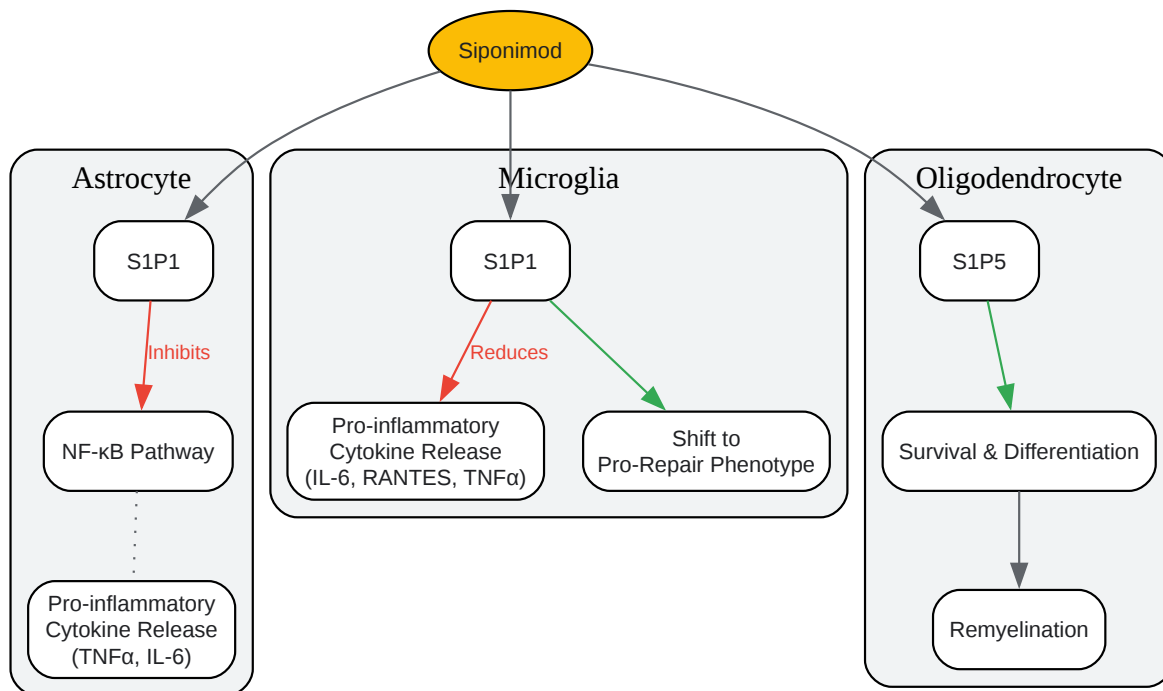 Siponimod
Astrocyte
S1P1
Inhibits
NF-κB Pathway
Pro-inflammatory
Cytokine Release
(TNFα, IL-6)
Microglia
S1P1
Reduces
Pro-inflammatory
Cytokine Release
(IL-6, RANTES, TNFα)
Shift to
Pro-Repair Phenotype
Oligodendrocyte
S1P5
Survival & Differentiation
Remyelination